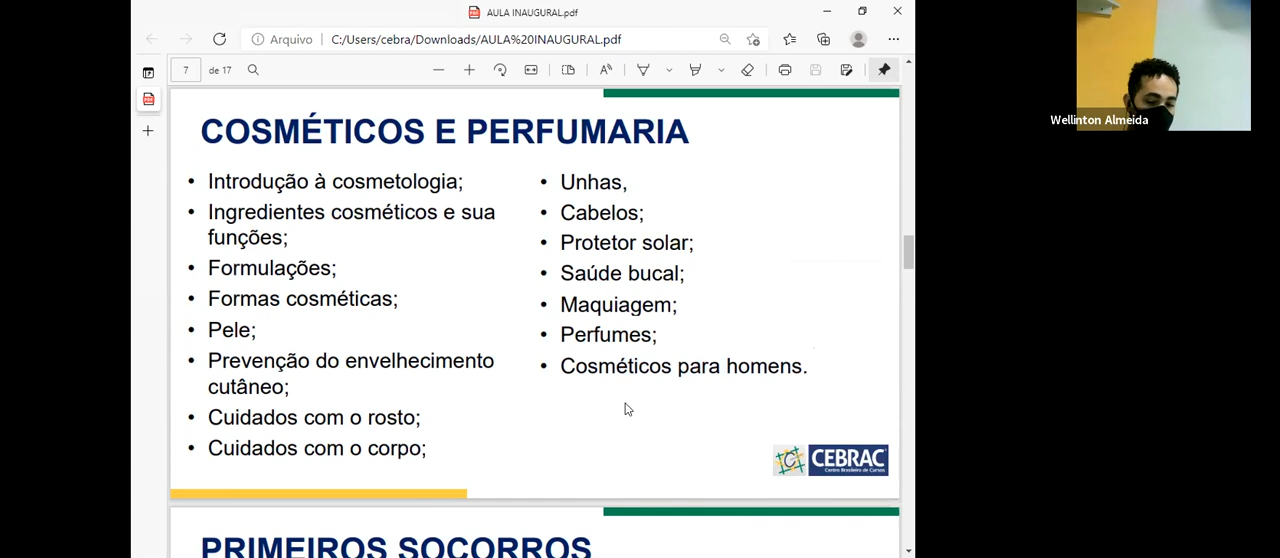 AULA INAUGURAL.pdf
Arquivo
C:/Users/cebra/Downloads/AULA%20INAUGURAL.pdf
7
de 17
COSMÉTICOS E PERFUMARIA
• Introdução à cosmetologia;
• Ingredientes cosméticos e sua
funções;
• Formulações;
• Formas cosméticas;
• Pele;
• Prevenção do envelhecimento
cutâneo;
• Cuidados com o rosto;
• Cuidados com o corpo;
• Unhas,
• Cabelos;
• Protetor solar;
• Saúde bucal;
• Maquiagem;
• Perfumes;
• Cosméticos para homens.
CEBRAC
Centro Brasileiro de Cursos
PRIMEIROS SOCORROS
Wellinton Almeida